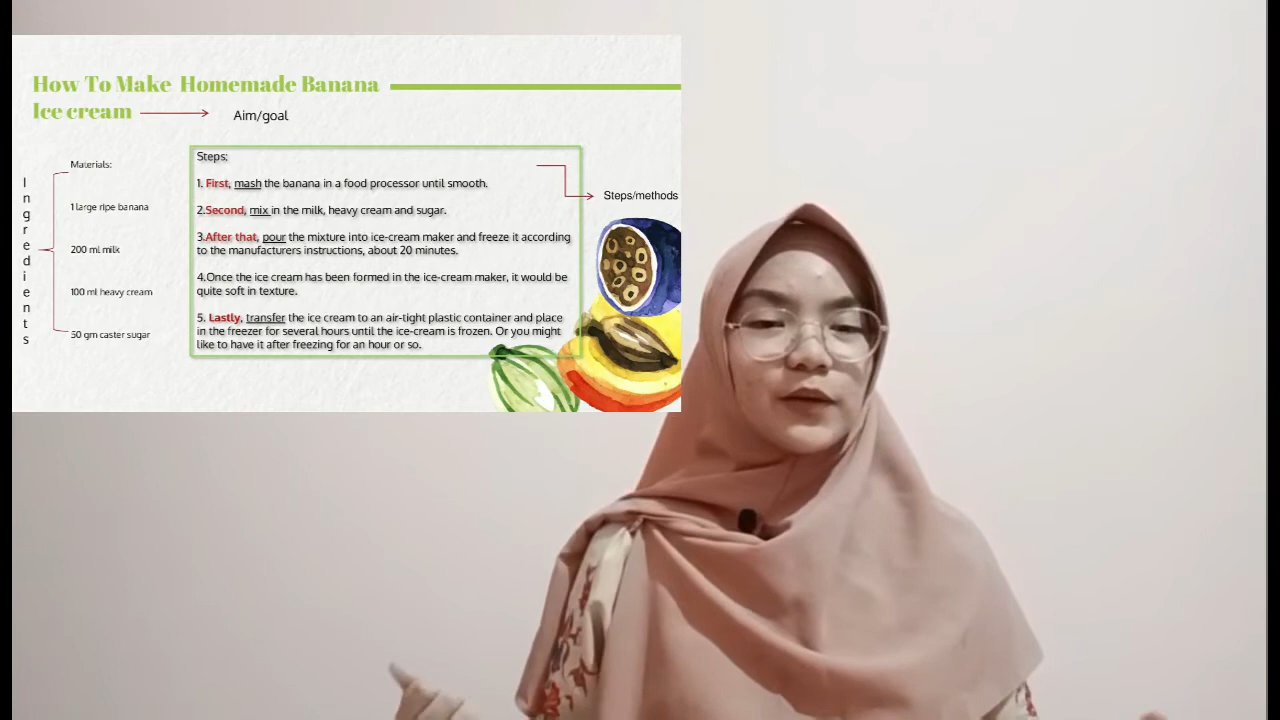 How To Make Homemade Banana
Ice cream
Aim/goal
Ingredients
Materials:
1 large ripe banana
200 ml milk
100 ml heavy cream
50 gm caster sugar
Steps:
1. First, mash the banana in a food processor until smooth.
2.Second, mix in the milk, heavy cream and sugar.
3.After that, pour the mixture into ice-cream maker and freeze it according
to the manufacturers instructions, about 20 minutes.
4.Once the ice cream has been formed in the ice-cream maker, it would be
quite soft in texture.
5. Lastly, transfer the ice cream to an air-tight plastic container and place
in the freezer for several hours until the ice-cream is frozen. Or you might
like to have it after freezing for an hour or so.
Steps/methods